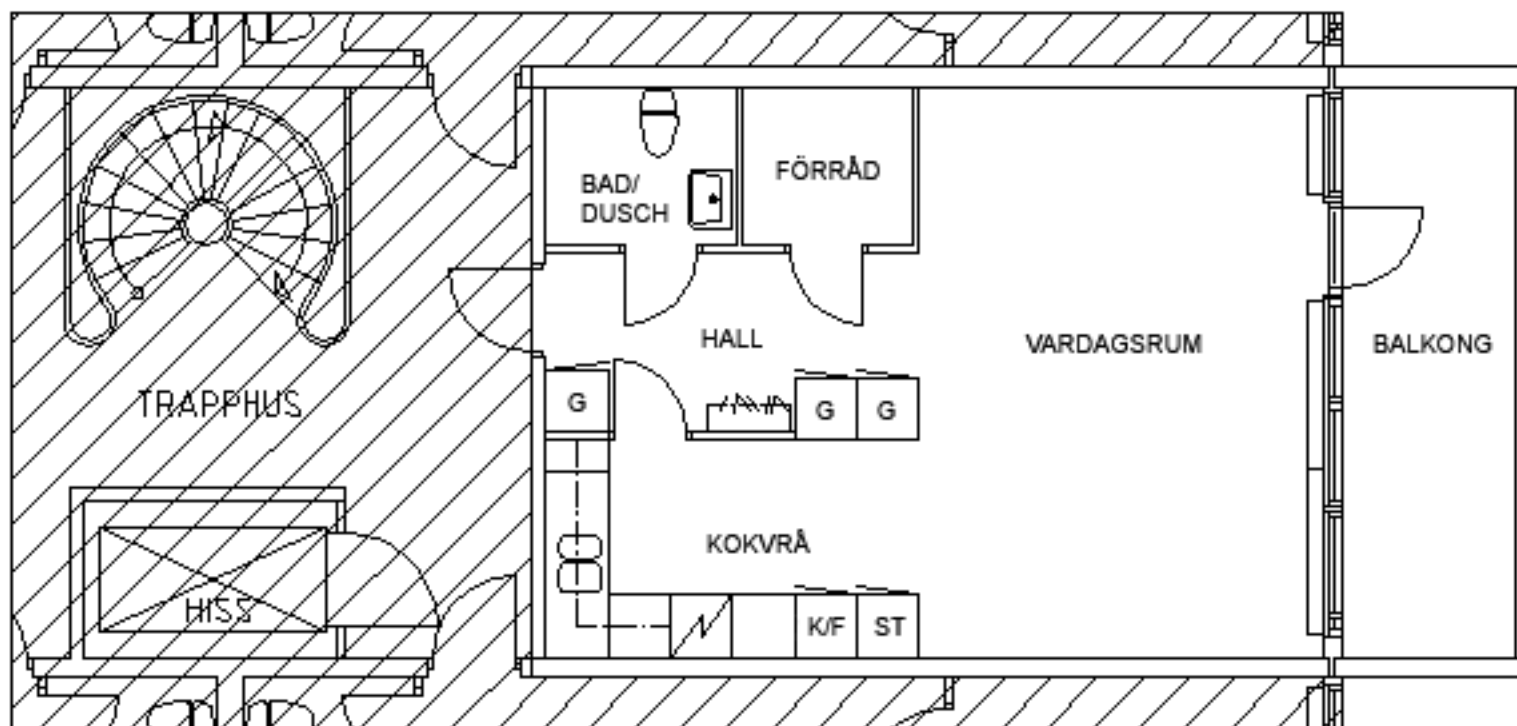 BAD/
DUSCH
FÖRRÅD
HALL
VARDAGSRUM
BALKONG
TRAPPHUS
G
G
G
KOKVRÅ
HISS
K/F
ST